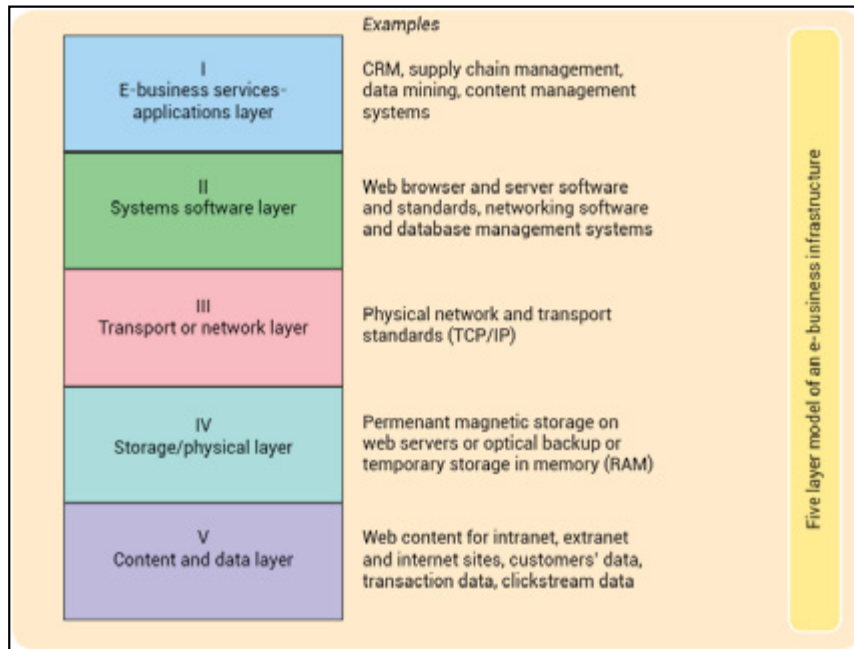 Examples
I
E-business services-
applications layer
CRM, supply chain management,
data mining, content management
systems
II
Systems software layer
Web browser and server software
and standards, networking software
and database management systems
III
Transport or network layer
Physical network and transport
standards (TCP/IP)
IV
Storage/physical layer
Permenant magnetic storage on
web servers or optical backup or
temporary storage in memory (RAM)
V
Content and data layer
Web content for intranet, extranet
and internet sites, customers' data,
transaction data, clickstream data
Five layer model of an e-business infrastructure